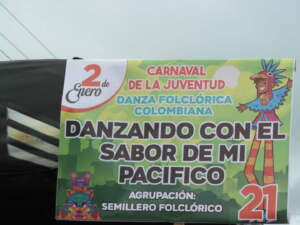 2 de Enero
CARNAVAL
DE LA JUVENTUD
DANZA FOLCLÓRICA
COLOMBIANA
DANZANDO CON EL
SABOR DE MI
PACIFICO
AGRUPACIÓN:
SEMILLERO FOLCLÓRICO
21